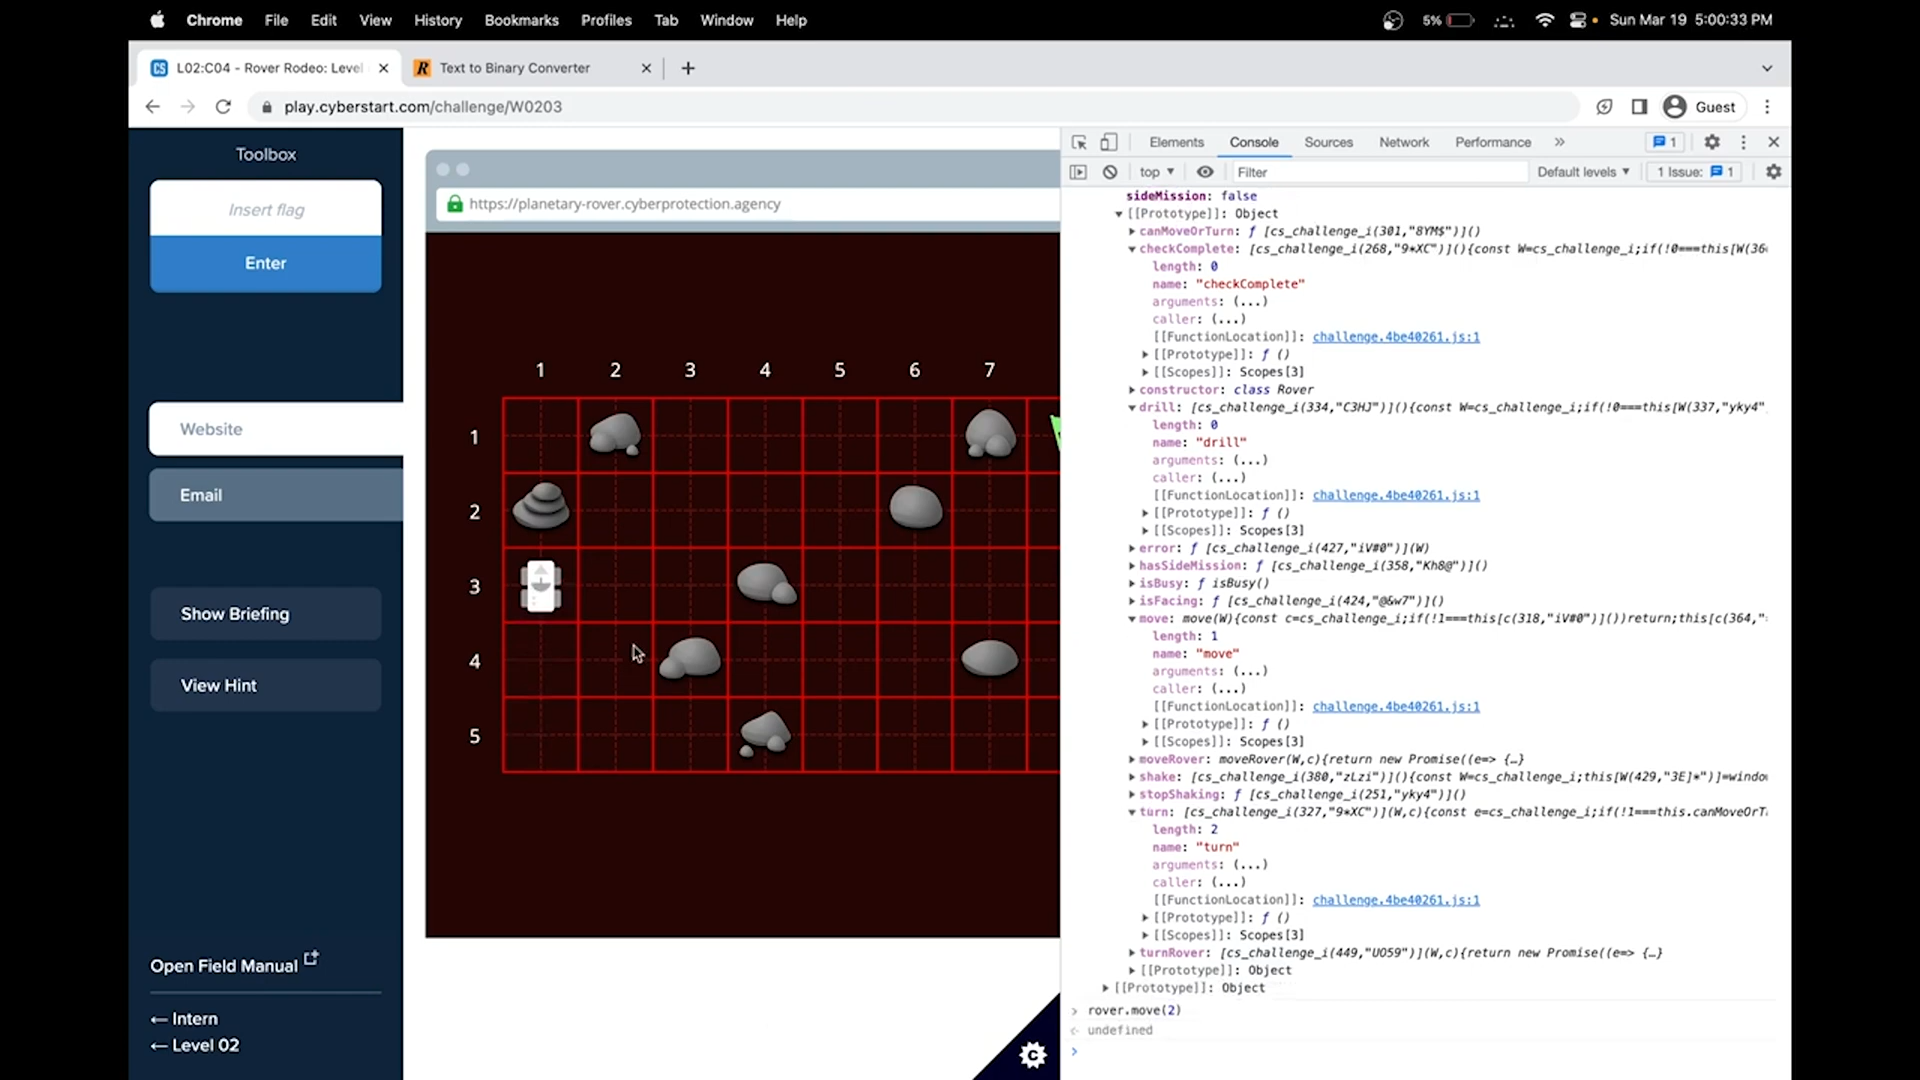 Chrome File Edit View History Bookmarks Profiles Tab Window Help 5% Sun Mar 19 5:00:33 PM
L02:C04 - Rover Rodeo: Level Text to Binary Converter
play.cyberstart.com/challenge/W0203 Guest
Toolbox
Insert flag
Enter
Website
Email
Show Briefing
View Hint
Open Field Manual
← Intern
← Level 02
https://planetary-rover.cyberprotection.agency
1 2 3 4 5 6 7
1
2
3
4
5
Elements Console Sources Network Performance » 1
top Filter Default levels 1 Issue: 1
sideMission: false
[[Prototype]]: Object
canMoveOrTurn: ƒ [cs_challenge_i(301,"8YM$")]()
checkComplete: [cs_challenge_i(268,"9*XC")](){const W=cs_challenge_i;if(!0===this[W(36
length: 0
name: "checkComplete"
arguments: (...)
caller: (...)
[[FunctionLocation]]: challenge.4be40261.js:1
[[Prototype]]: ƒ ()
[[Scopes]]: Scopes[3]
constructor: class Rover
drill: [cs_challenge_i(334,"C3HJ")](){const W=cs_challenge_i;if(!0===this[W(337,"yky4"
length: 0
name: "drill"
arguments: (...)
caller: (...)
[[FunctionLocation]]: challenge.4be40261.js:1
[[Prototype]]: ƒ ()
[[Scopes]]: Scopes[3]
error: ƒ [cs_challenge_i(427,"iV#0")](W)
hasSideMission: ƒ [cs_challenge_i(358,"Kh8@")]()
isBusy: ƒ isBusy()
isFacing: ƒ [cs_challenge_i(424,"@&w7")]()
move: move(W){const c=cs_challenge_i;if(!1===this[c(318,"iV#0")]())return;this[c(364,"
length: 1
name: "move"
arguments: (...)
caller: (...)
[[FunctionLocation]]: challenge.4be40261.js:1
[[Prototype]]: ƒ ()
[[Scopes]]: Scopes[3]
moveRover: moveRover(W,c){return new Promise((e=> {…}
shake: [cs_challenge_i(380,"zLzi")](){const W=cs_challenge_i;this[W(429,"3E]*")]=windo
stopShaking: ƒ [cs_challenge_i(251,"yky4")]()
turn: [cs_challenge_i(327,"9*XC")](W,c){const e=cs_challenge_i;if(!1===this.canMoveOrT
length: 2
name: "turn"
arguments: (...)
caller: (...)
[[FunctionLocation]]: challenge.4be40261.js:1
[[Prototype]]: ƒ ()
[[Scopes]]: Scopes[3]
turnRover: [cs_challenge_i(449,"UO59")](W,c){return new Promise((e=> {…}
[[Prototype]]: Object
[[Prototype]]: Object
rover.move(2)
undefined